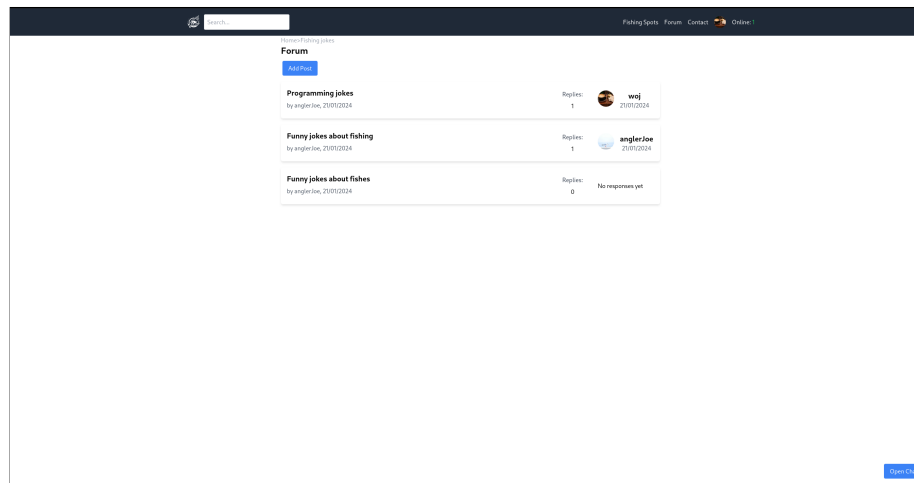 Search...
Fishing Spots Forum Contact Online: 1
Home>Fishing jokes
Forum
Add Post
Programming jokes
by anglerJoe, 21/01/2024
Replies:
1
woj
21/01/2024
Funny jokes about fishing
by anglerJoe, 21/01/2024
Replies:
1
anglerJoe
21/01/2024
Funny jokes about fishes
by anglerJoe, 21/01/2024
Replies:
0
No responses yet
Open Cha